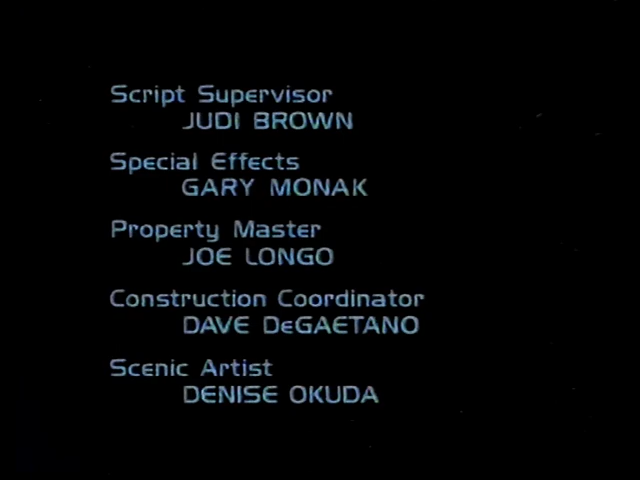 Script Supervisor
JUDI BROWN
Special Effects
GARY MONAK
Property Master
JOE LONGO
Construction Coordinator
DAVE DeGAETANO
Scenic Artist
DENISE OKUDA